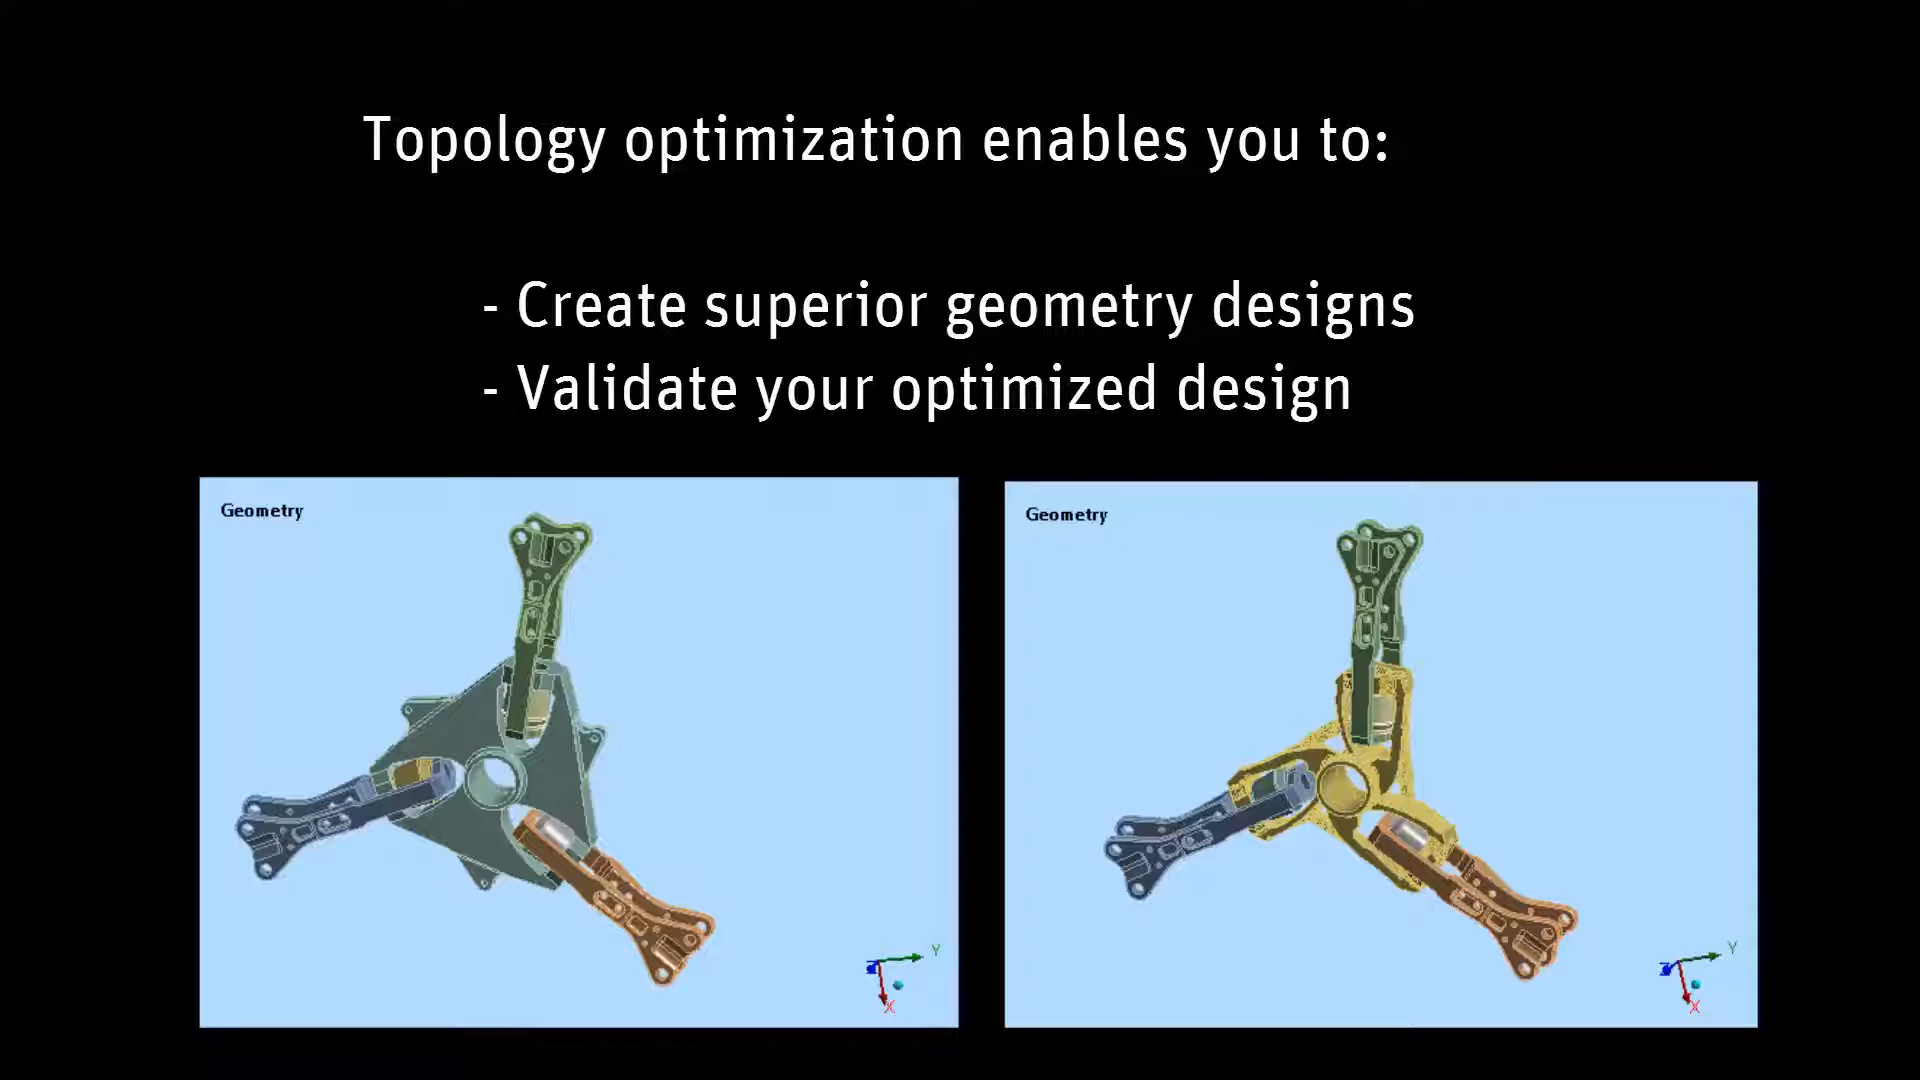 Topology optimization enables you to:
- Create superior geometry designs
- Validate your optimized design
Geometry
Geometry
Y
Z
X
Y
Z
X